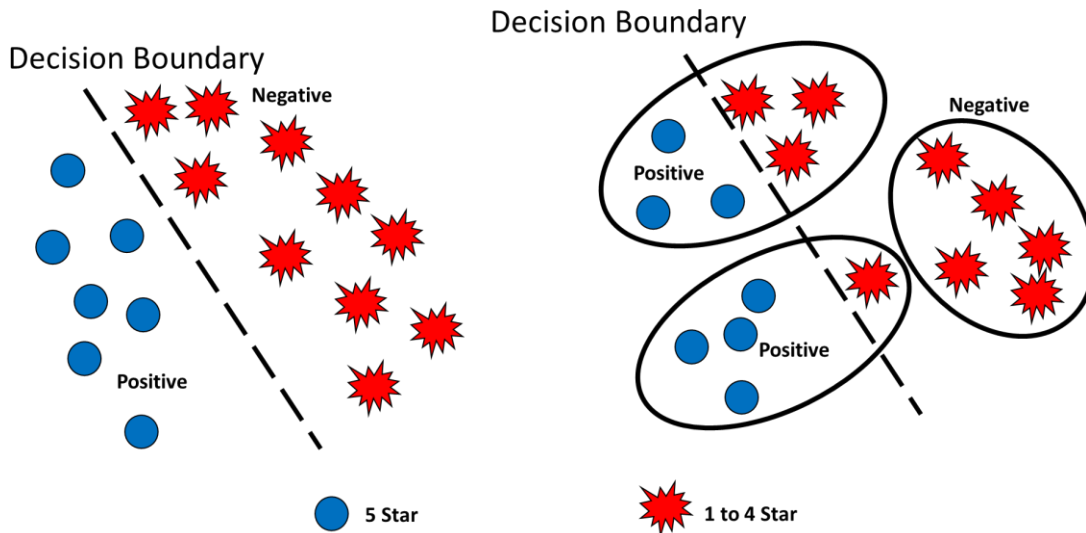 Decision Boundary
Negative
Positive
Decision Boundary
Negative
Positive
Positive
5 Star
1 to 4 Star